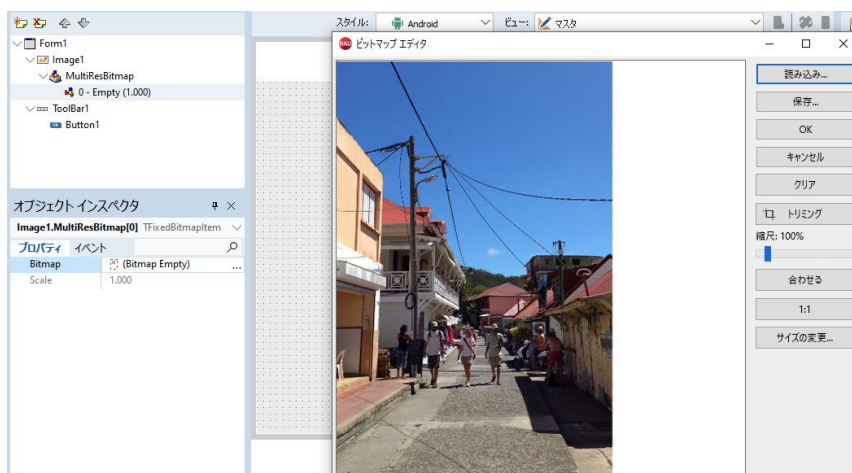 スタイル: Android ビュー: マスタ
Form1
Image1
MultiResBitmap
0 - Empty (1.000)
ToolBar1
Button1
オブジェクト インスペクタ
Image1.MultiResBitmap[0] TFixedBitmapItem
プロパティ イベント
Bitmap (Bitmap Empty) ...
Scale 1.000
BAD ビットマップ エディタ
読み込み...
保存...
OK
キャンセル
クリア
トリミング
縮尺: 100%
合わせる
1:1
サイズの変更...